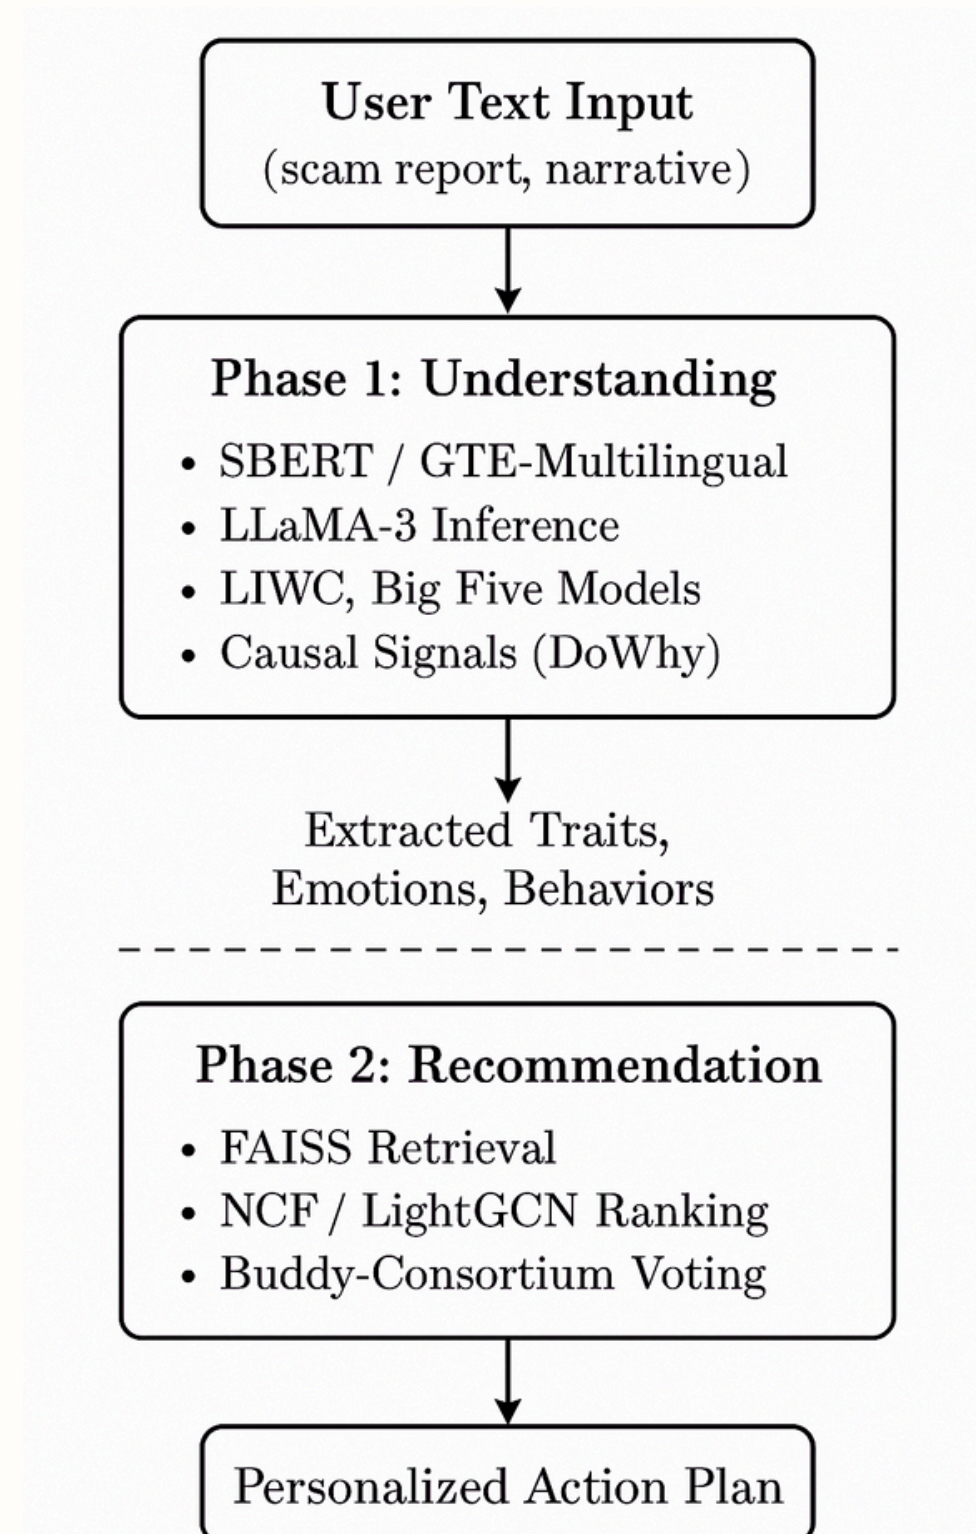 User Text Input
(scam report, narrative)
Phase 1: Understanding
• SBERT / GTE-Multilingual
• LLaMA-3 Inference
• LIWC, Big Five Models
• Causal Signals (DoWhy)
Extracted Traits,
Emotions, Behaviors
Phase 2: Recommendation
• FAISS Retrieval
• NCF / LightGCN Ranking
• Buddy-Consortium Voting
Personalized Action Plan